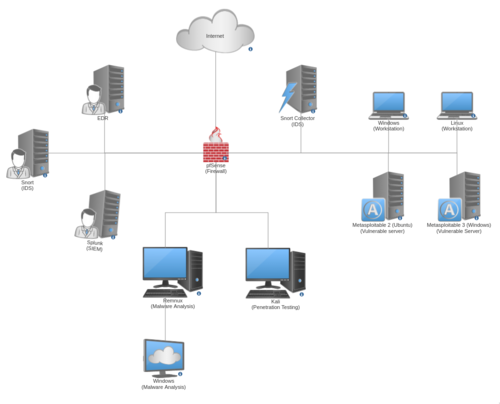 Internet
EDR
Snort Collector
(IDS)
Windows
(Workstation)
Linux
(Workstation)
pfSense
(Firewall)
Snort
(IDS)
Splunk
(SIEM)
Metasploitable 2 (Ubuntu)
(Vulnerable server)
Metasploitable 3 (Windows)
(Vulnerable Server)
Remnux
(Malware Analysis)
Kali
(Penetration Testing)
Windows
(Malware Analysis)